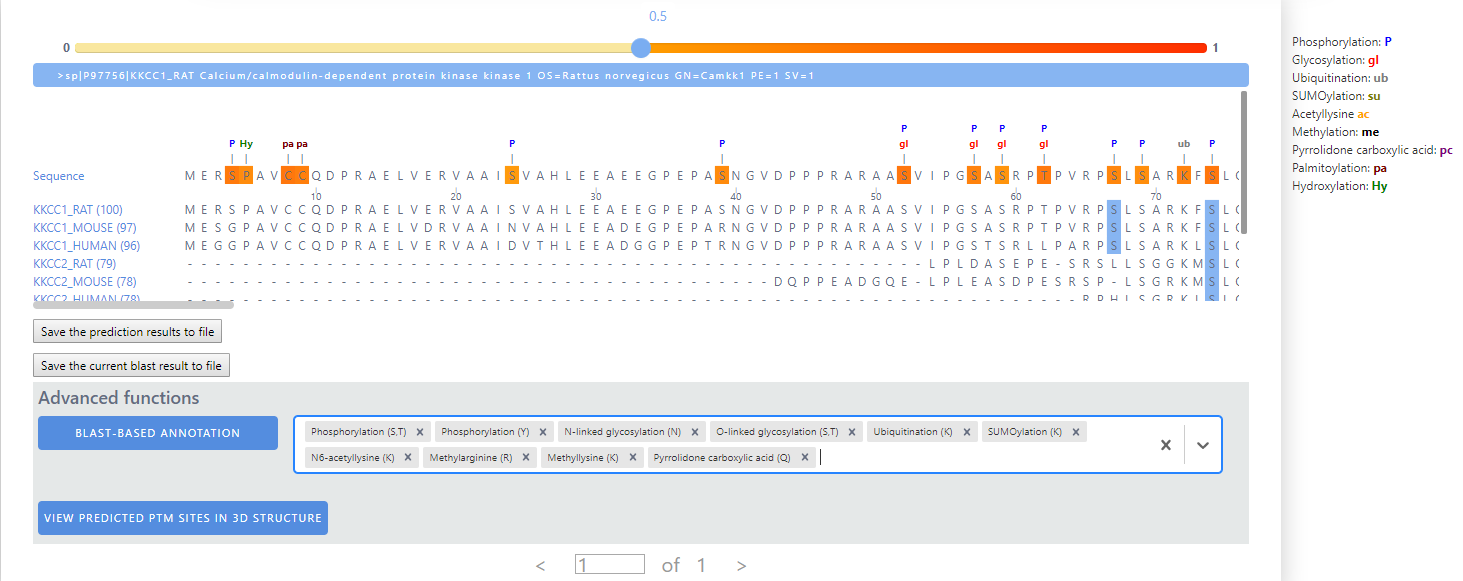 0.5
0
1
>sp|P97756|KKCC1_RAT Calcium/calmodulin-dependent protein kinase kinase 1 OS=Rattus norvegicus GN=Camkk1 PE=1 SV=1
P P P P P
P Hy pa pa P P gl gl gl gl P P ub P
Sequence M E R S P A V C C Q D P R A E L V E R V A A I S V A H L E E A E E G P E P A S N G V D P P P R A R A A S V I P G S A S R P T P V R P S L S A R K F S L
10 20 30 40 50 60 70
KKCC1_RAT (100) M E R S P A V C C Q D P R A E L V E R V A A I S V A H L E E A E E G P E P A S N G V D P P P R A R A A S V I P G S A S R P T P V R P S L S A R K F S L
KKCC1_MOUSE (97) M E S G P A V C C Q D P R A E L V D R V A A I N V A H L E E A D E G P E P A R N G V D P P P R A R A A S V I P G S A S R P T P V R P S L S A R K F S L
KKCC1_HUMAN (96) M E G G P A V C C Q D P R A E L V E R V A A I D V T H L E E A D G G P E P T R N G V D P P P R A R A A S V I P G S T S R L L P A R P S L S A R K L S L
KKCC2_RAT (79) - - - - - - - - - - - - - - - - - - - - - - - - - - - - - - - - - - - - - - - - - - - - - - - - - - - - - L P L D A S E P E - S R S L L S G G K M S L
KKCC2_MOUSE (78) - - - - - - - - - - - - - - - - - - - - - - - - - - - - - - - - - - - - - - - - - - D Q P P E A D G Q E - L P L E A S D P E S R S P - L S G R K M S L
KKCC2_HUMAN (78) - - - - - - - - - - - - - - - - - - - - - - - - - - - - - - - - - - - - - - - - - - - - - - - - - - - - - - - - - - - - - - - - R P H L S G R K L S L
Save the prediction results to file
Save the current blast result to file
Advanced functions
BLAST-BASED ANNOTATION
Phosphorylation (S,T) × Phosphorylation (Y) × N-linked glycosylation (N) × O-linked glycosylation (S,T) × Ubiquitination (K) × SUMOylation (K) ×
N6-acetyllysine (K) × Methylarginine (R) × Methyllysine (K) × Pyrrolidone carboxylic acid (Q) ×
VIEW PREDICTED PTM SITES IN 3D STRUCTURE
< 1 of 1 >
Phosphorylation: P
Glycosylation: gl
Ubiquitination: ub
SUMOylation: su
Acetyllysine ac
Methylation: me
Pyrrolidone carboxylic acid: pc
Palmitoylation: pa
Hydroxylation: Hy